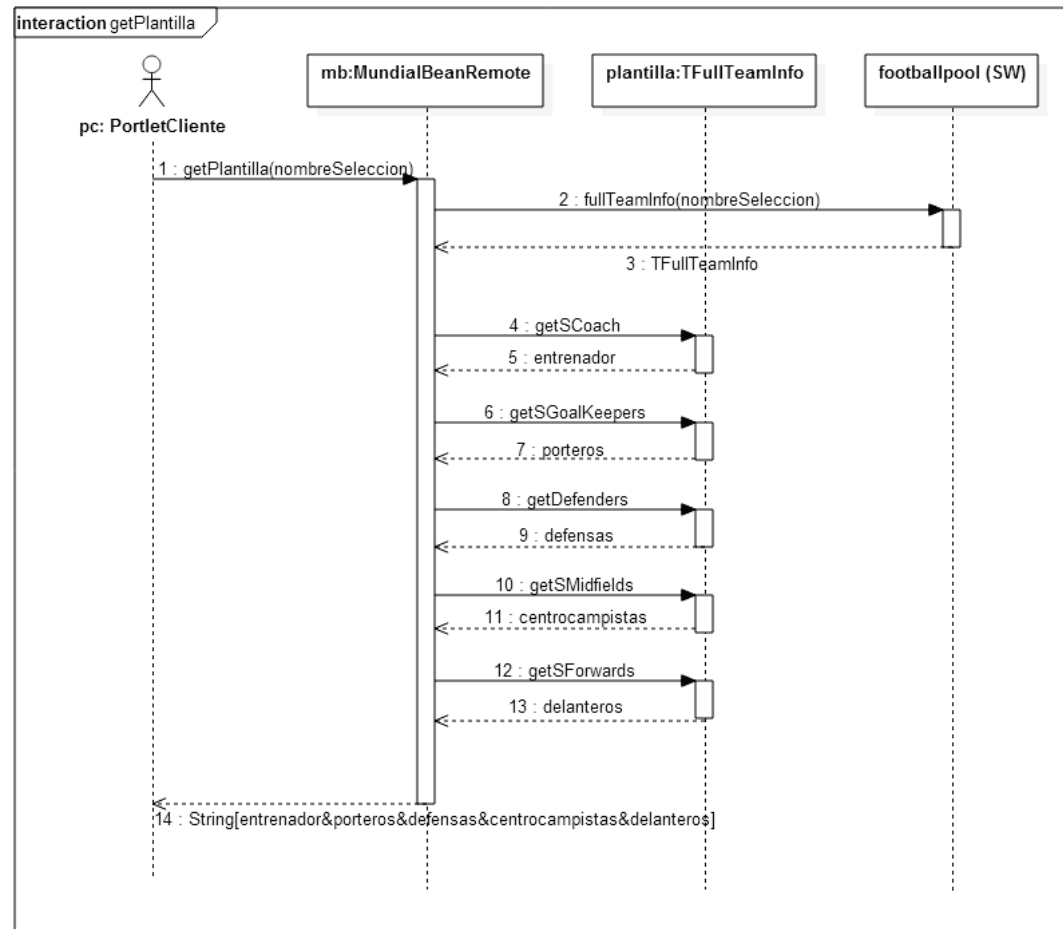 interaction getPlantilla
mb:MundialBeanRemote
plantilla:TFullTeamInfo
footballpool (SW)
pc: PortletCliente
1 : getPlantilla(nombreSeleccion)
2 : fullTeamInfo(nombreSeleccion)
3 : TFullTeamInfo
4 : getSCoach
5 : entrenador
6 : getSGoalKeepers
7 : porteros
8 : getDefenders
9 : defensas
10 : getSMidfields
11 : centrocampistas
12 : getSForwards
13 : delanteros
14 : String[entrenador&porteros&defensas&centrocampistas&delanteros]